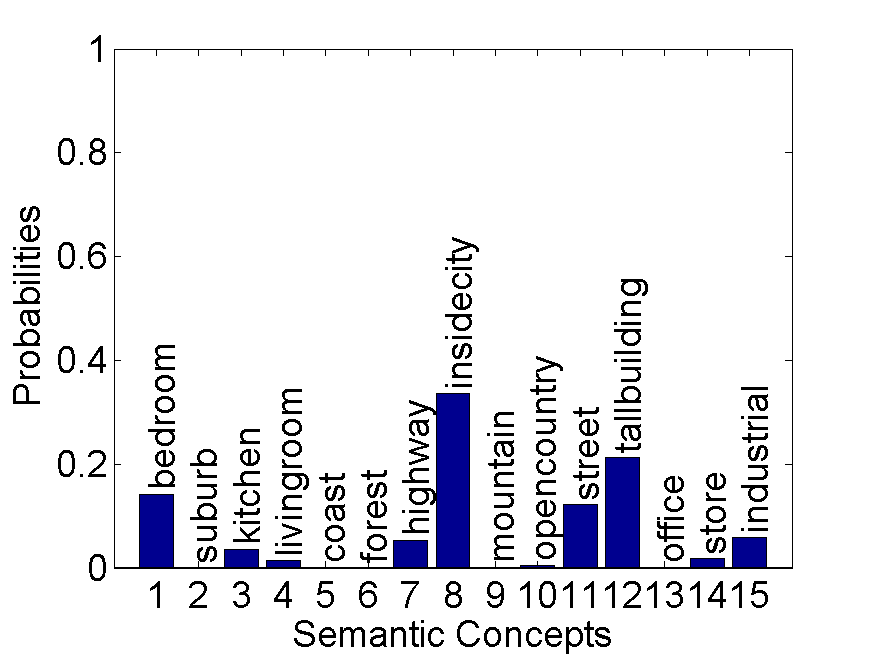 1
0.8
0.6
0.4
0.2
0
Probabilities
bedroom
suburb
kitchen
livingroom
coast
forest
highway
insidecity
mountain
opencountry
street
tallbuilding
office
store
industrial
1 2 3 4 5 6 7 8 9 10 11 12 13 14 15
Semantic Concepts